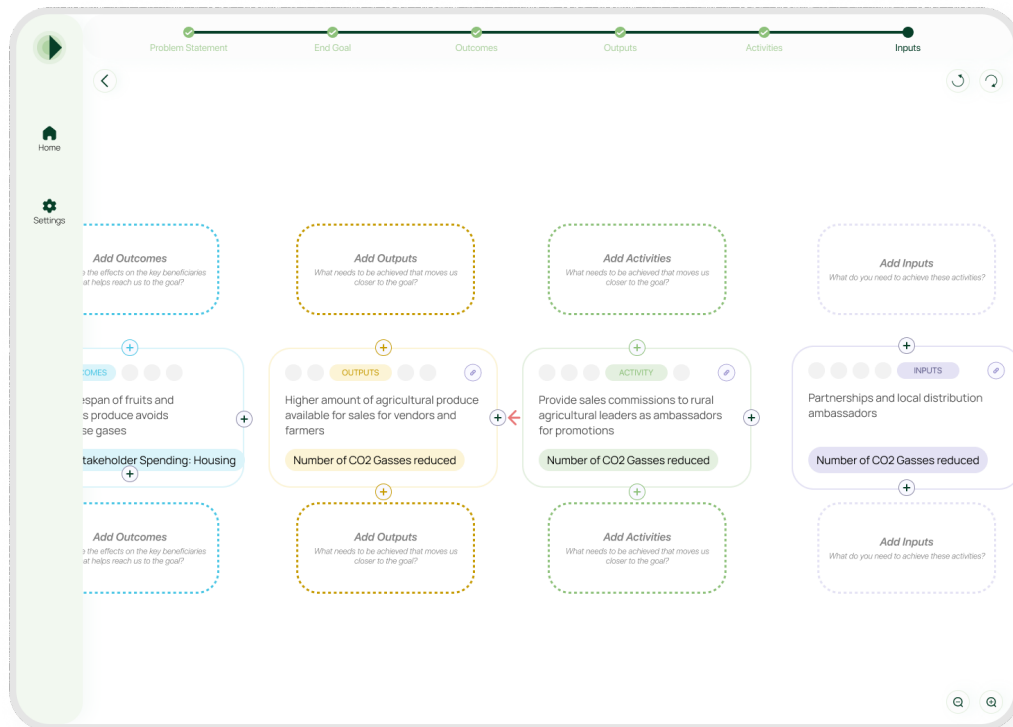 Problem Statement
End Goal
Outcomes
Outputs
Activities
Inputs
Home
Settings
Add Outcomes
the effects on the key beneficiaries
at helps reach us to the goal?
Add Outputs
What needs to be achieved that moves us
closer to the goal?
Add Activities
What needs to be achieved that moves us
closer to the goal?
Add Inputs
What do you need to achieve these activities?
OMES
espan of fruits and
s produce avoids
se gases
takeholder Spending: Housing
OUTPUTS
Higher amount of agricultural produce
available for sales for vendors and
farmers
Number of CO2 Gasses reduced
ACTIVITY
Provide sales commissions to rural
agricultural leaders as ambassadors
for promotions
Number of CO2 Gasses reduced
INPUTS
Partnerships and local distribution
ambassadors
Number of CO2 Gasses reduced
Add Outcomes
the effects on the key beneficiaries
at helps reach us to the goal?
Add Outputs
What needs to be achieved that moves us
closer to the goal?
Add Activities
What needs to be achieved that moves us
closer to the goal?
Add Inputs
What do you need to achieve these activities?